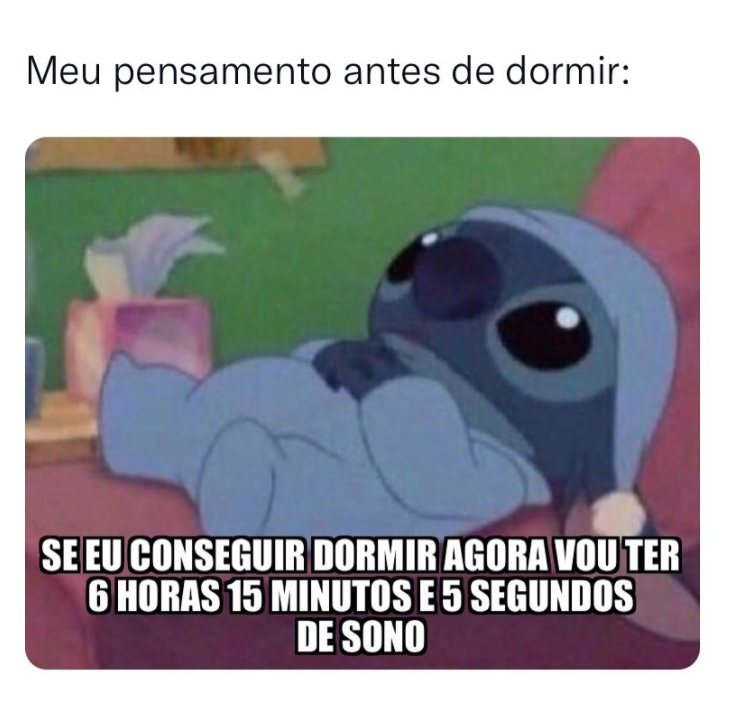 Meu pensamento antes de dormir:
SE EU CONSEGUIR DORMIR AGORA VOU TER
6 HORAS 15 MINUTOS E 5 SEGUNDOS
DE SONO